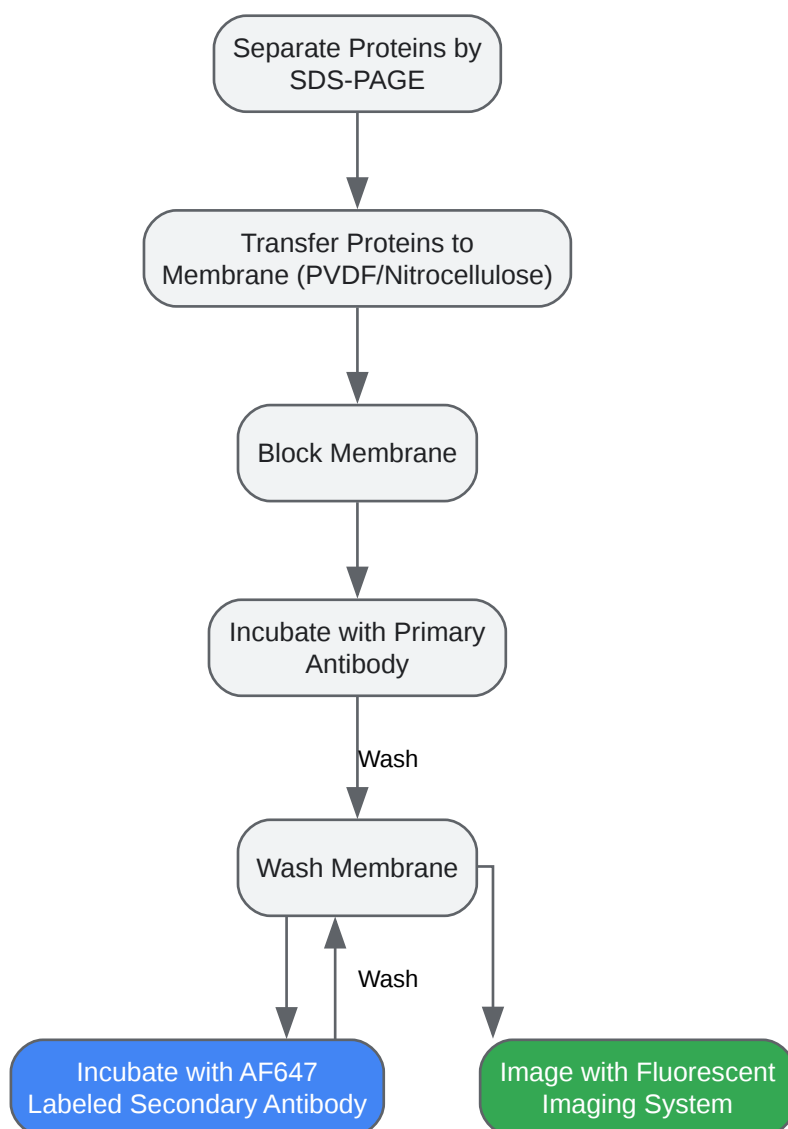 Separate Proteins by
SDS-PAGE
Transfer Proteins to
Membrane (PVDF/Nitrocellulose)
Block Membrane
Incubate with Primary
Antibody
Wash
Wash Membrane
Wash
Incubate with AF647
Labeled Secondary Antibody
Image with Fluorescent
Imaging System